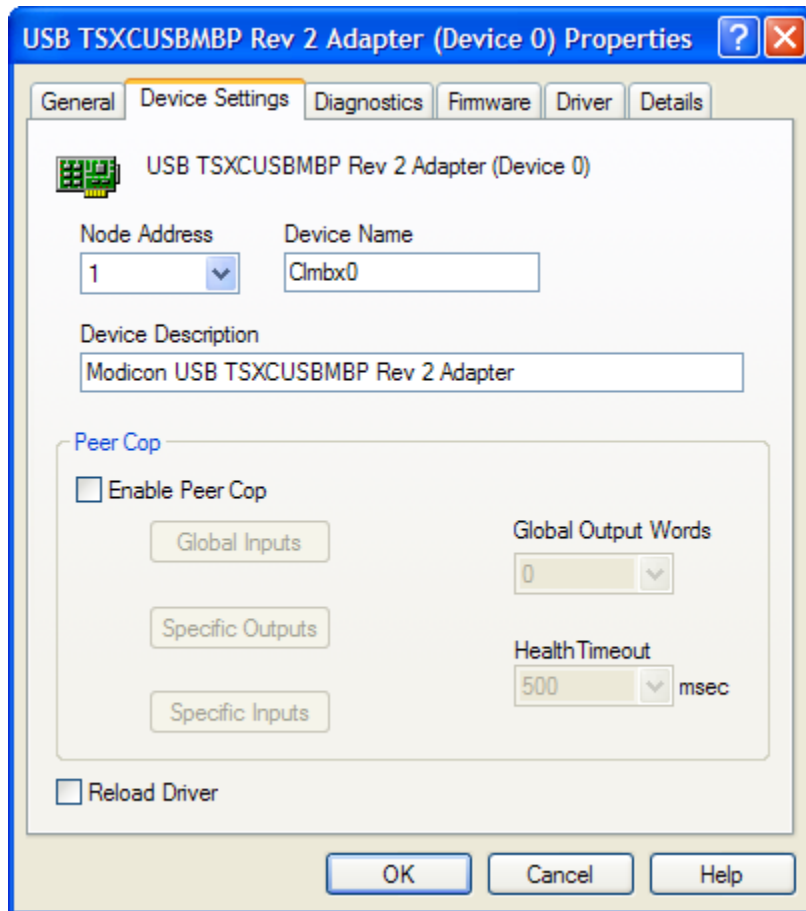 USB TSXCUSBMBP Rev 2 Adapter (Device 0) Properties
General Device Settings Diagnostics Firmware Driver Details
USB TSXCUSBMBP Rev 2 Adapter (Device 0)
Node Address Device Name
1 Clmbx0
Device Description
Modicon USB TSXCUSBMBP Rev 2 Adapter
Peer Cop
Enable Peer Cop
Global Inputs Global Output Words
0
Specific Outputs
HealthTimeout
500 msec
Specific Inputs
Reload Driver
OK Cancel Help